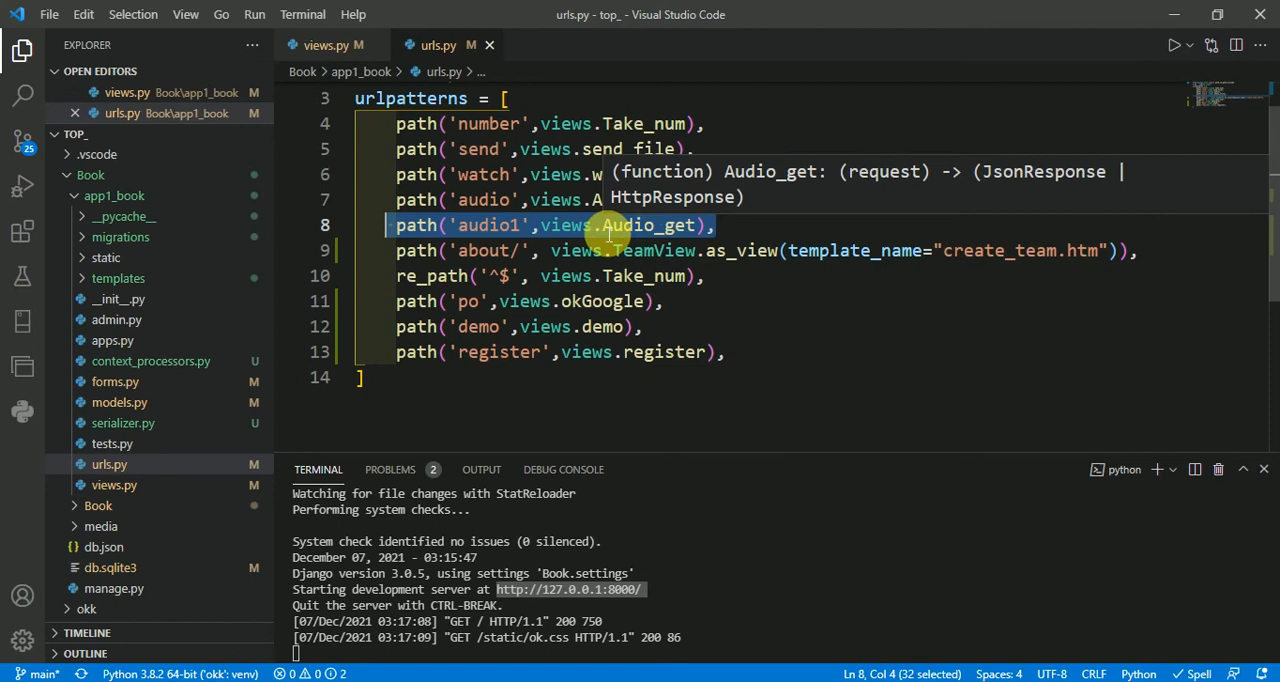 File Edit Selection View Go Run Terminal Help
urls.py - top_ - Visual Studio Code
EXPLORER
OPEN EDITORS
views.py Book\app1_book M
urls.py Book\app1_book M
TOP_
.vscode
Book
app1_book
__pycache__
migrations
static
templates
__init__.py
admin.py
apps.py
context_processors.py U
forms.py M
models.py M
serializer.py U
tests.py
urls.py M
views.py M
Book
media
db.json
db.sqlite3 M
manage.py
okk
TIMELINE
OUTLINE
25
views.py M
urls.py M
Book > app1_book > urls.py > ...
3 urlpatterns = [
4 path('number',views.Take_num),
5 path('send',views.send_file),
6 path('watch',views.w
7 path('audio',views.A
8 path('audio1',views.Audio_get),
9 path('about/', views.TeamView.as_view(template_name="create_team.htm")),
10 re_path('^$', views.Take_num),
11 path('po',views.okGoogle),
12 path('demo',views.demo),
13 path('register',views.register),
14 ]
(function) Audio_get: (request) -> (JsonResponse |
HttpResponse)
TERMINAL PROBLEMS 2 OUTPUT DEBUG CONSOLE
python
Watching for file changes with StatReloader
Performing system checks...
System check identified no issues (0 silenced).
December 07, 2021 - 03:15:47
Django version 3.0.5, using settings 'Book.settings'
Starting development server at http://127.0.0.1:8000/
Quit the server with CTRL-BREAK.
[07/Dec/2021 03:17:08] "GET / HTTP/1.1" 200 750
[07/Dec/2021 03:17:09] "GET /static/ok.css HTTP/1.1" 200 86
main* Python 3.8.2 64-bit ('okk': venv) 0 0 2
Ln 8, Col 4 (32 selected) Spaces: 4 UTF-8 CRLF Python Spell